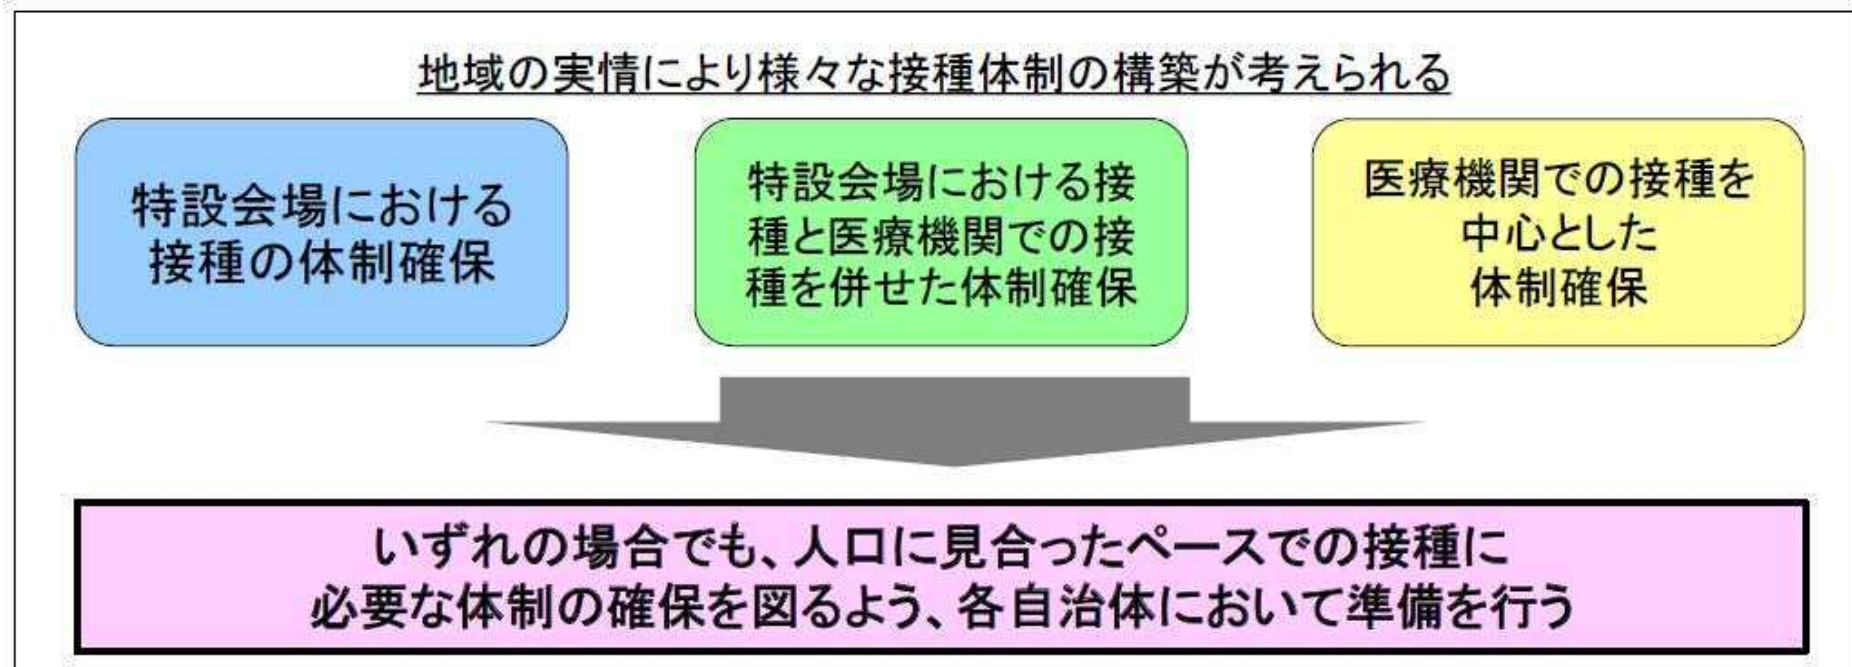 地域の実情により様々な接種体制の構築が考えられる
特設会場における
接種の体制確保
特設会場における接
種と医療機関での接
種を併せた体制確保
医療機関での接種を
中心とした
体制確保
いずれの場合でも、人口に見合ったペースでの接種に
必要な体制の確保を図るよう、各自治体において準備を行う